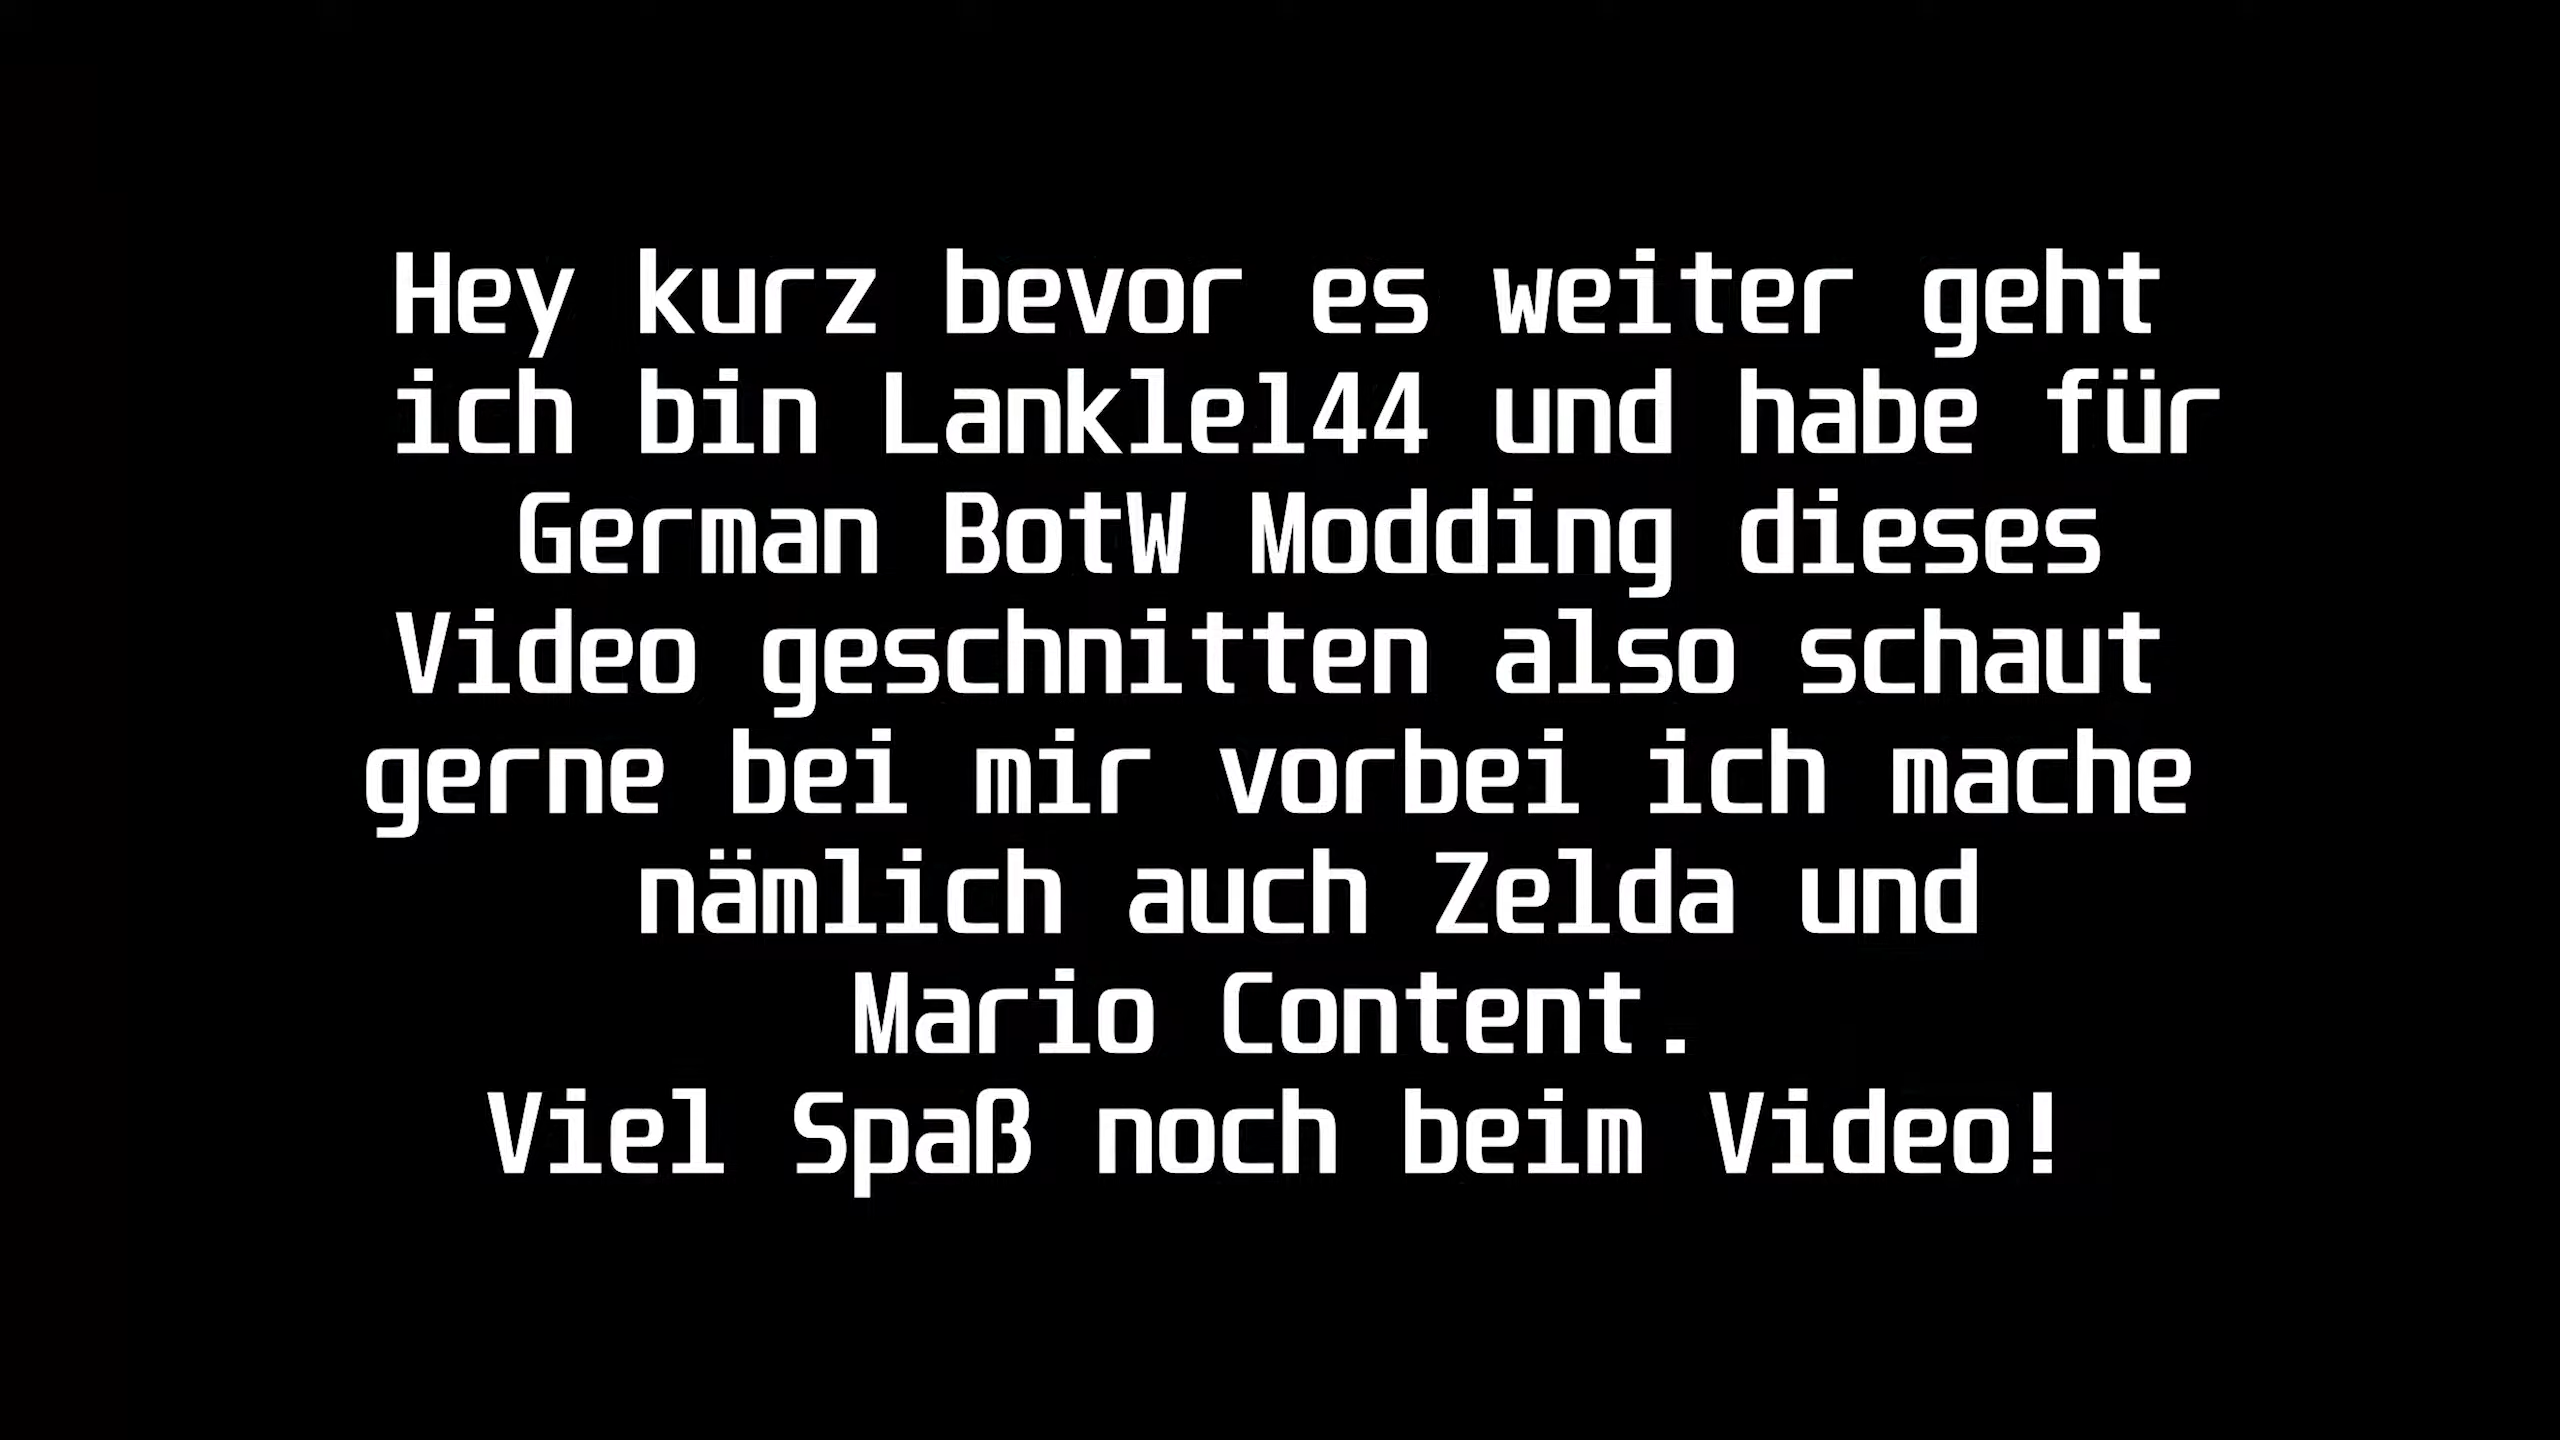 Hey kurz bevor es weiter geht
ich bin Lanklel44 und habe für
German BotW Modding dieses
Video geschnitten also schaut
gerne bei mir vorbei ich mache
nämlich auch Zelda und
Mario Content.
Viel Spaß noch beim Video!